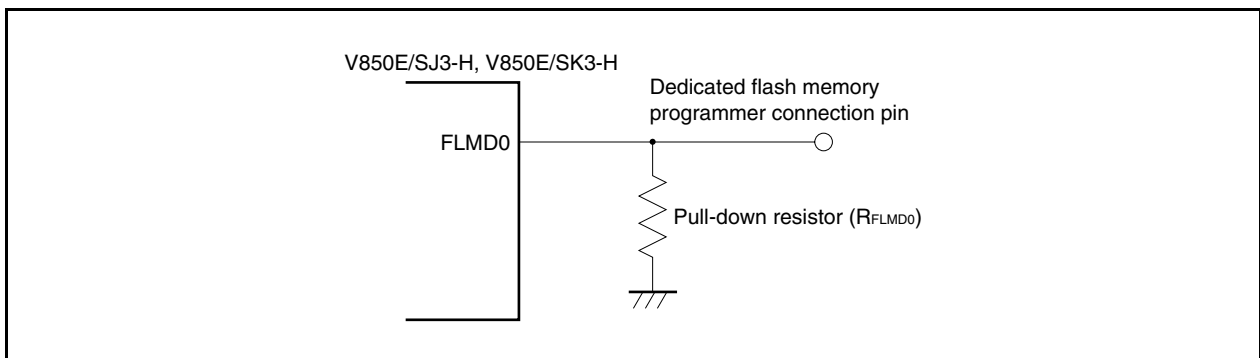 V850E/SJ3-H, V850E/SK3-H
Dedicated flash memory
programmer connection pin
FLMD0
Pull-down resistor (RFLMD0)